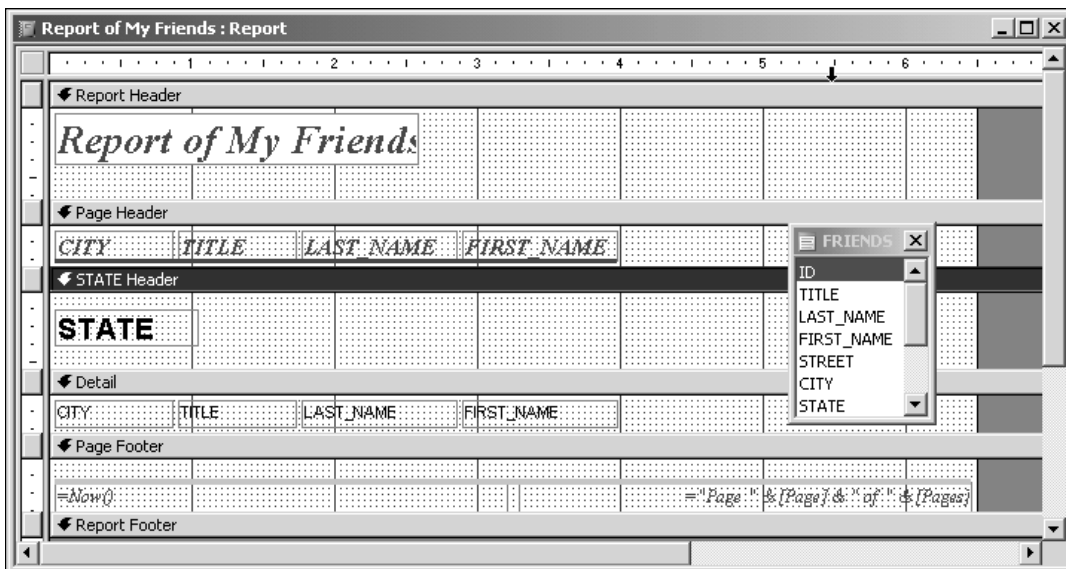 Report of My Friends : Report
1 2 3 4 5 6
Report Header
Report of My Friends
Page Header
CITY TITLE LAST_NAME FIRST_NAME
STATE Header
STATE
Detail
CITY TITLE LAST_NAME FIRST_NAME
Page Footer
=Now() ="Page " & [Page] & " of " & [Pages]
Report Footer
FRIENDS
ID
TITLE
LAST_NAME
FIRST_NAME
STREET
CITY
STATE